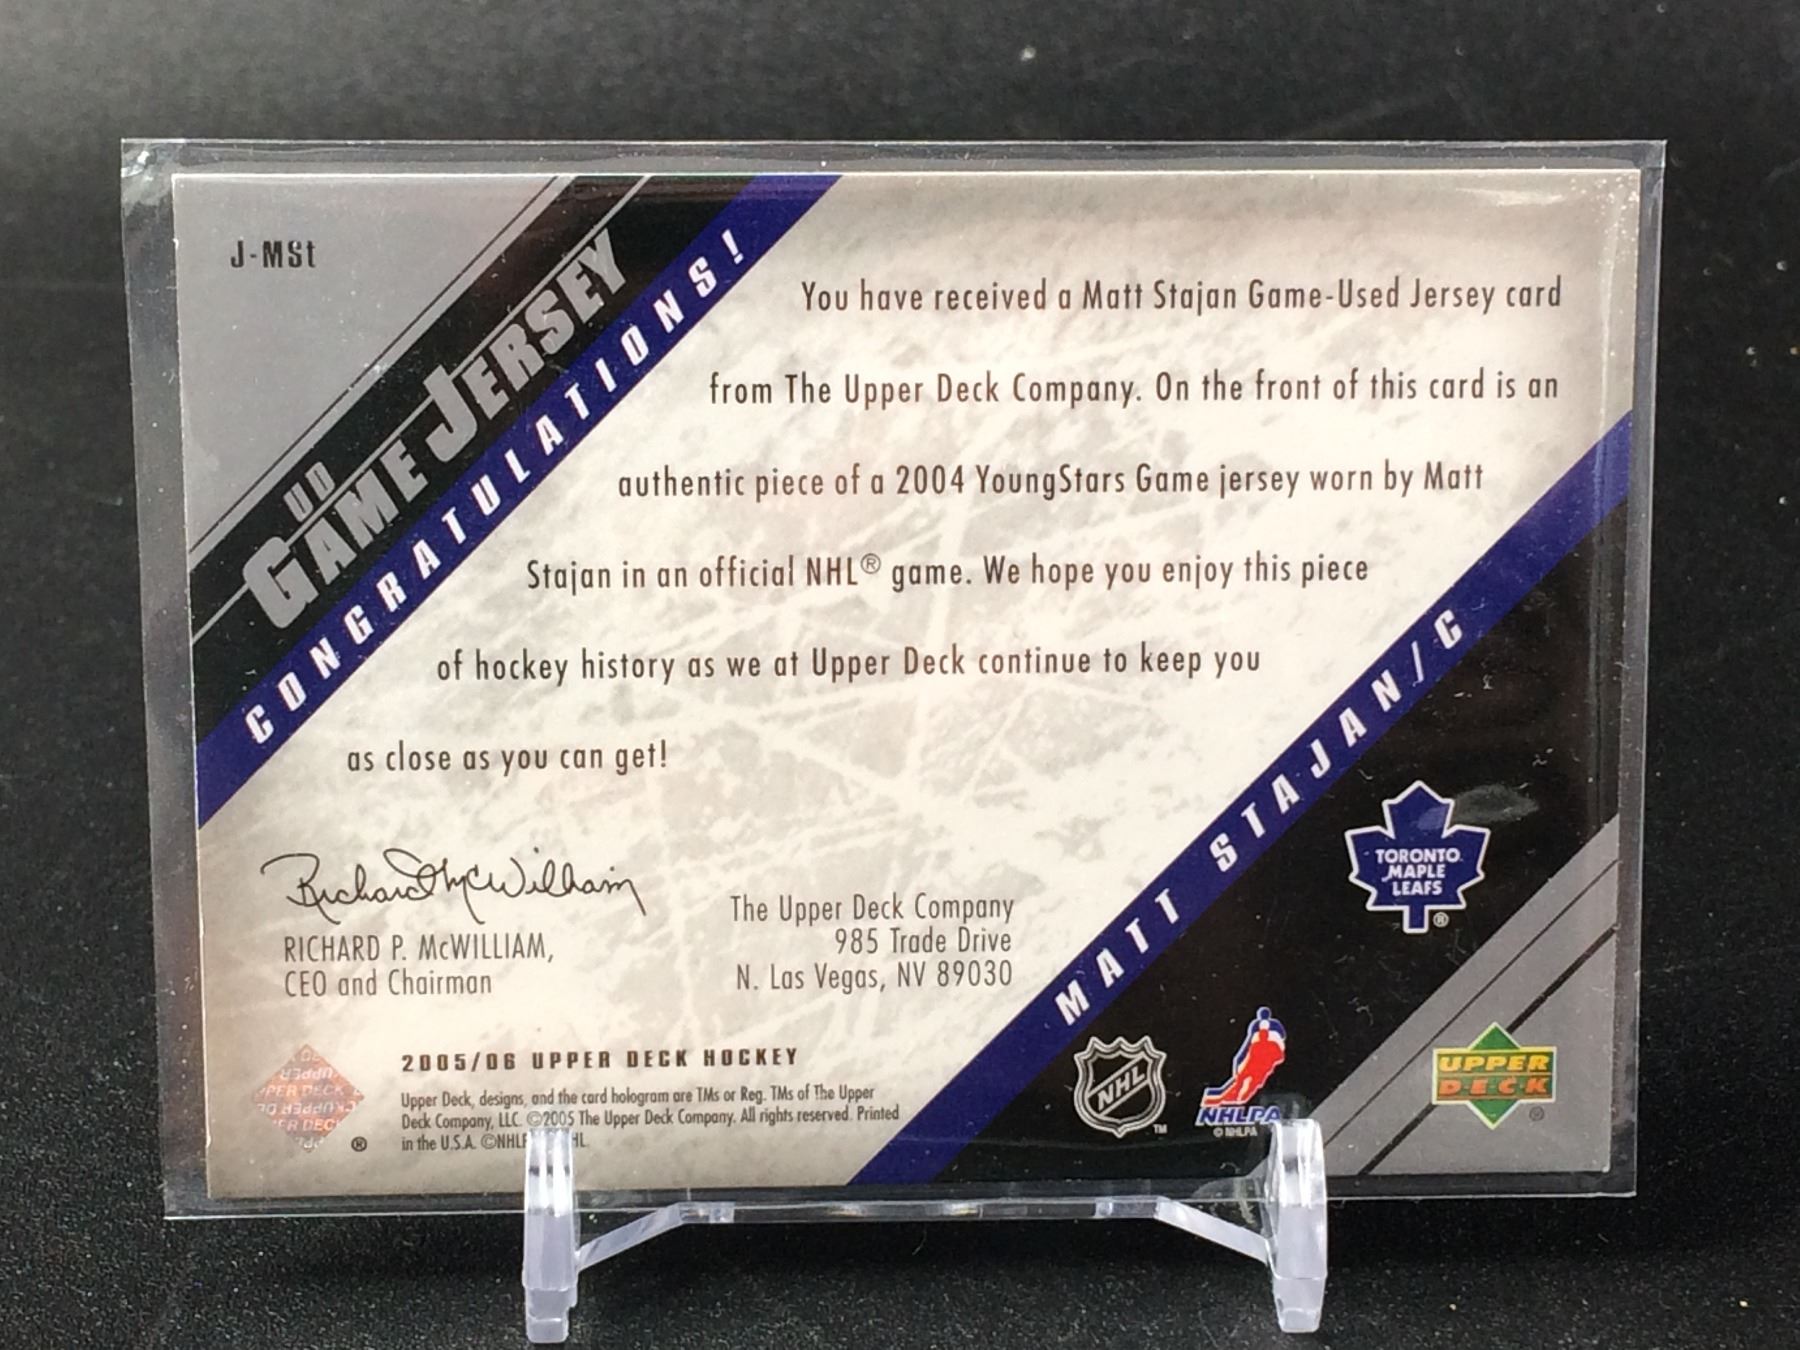 J-MSt
UD
GAME JERSEY
CONGRATULATIONS!
You have received a Matt Stajan Game-Used Jersey card
from The Upper Deck Company. On the front of this card is an
authentic piece of a 2004 YoungStars Game jersey worn by Matt
Stajan in an official NHL® game. We hope you enjoy this piece
of hockey history as we at Upper Deck continue to keep you
as close as you can get!
Richard McWilliam
RICHARD P. McWILLIAM,
CEO and Chairman
The Upper Deck Company
985 Trade Drive
N. Las Vegas, NV 89030
MATT STAJAN/C
TORONTO
MAPLE
LEAFS
®
2005/06 UPPER DECK HOCKEY
Upper Deck, designs, and the card hologram are TMs or Reg. TMs of The Upper
Deck Company, LLC. ©2005 The Upper Deck Company. All rights reserved. Printed
in the U.S.A.
UPPER DECK
®
NHL
TM
NHLPA
© NHLPA
UPPER
DECK
®